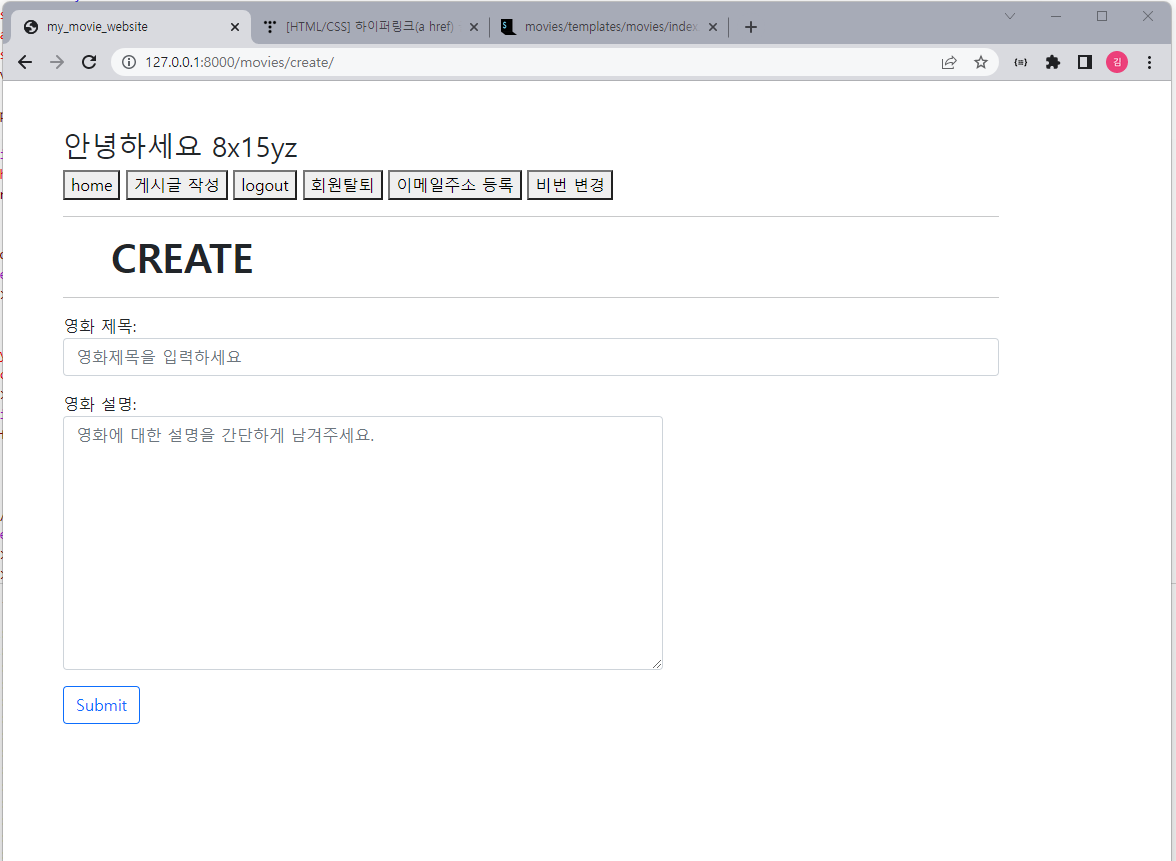 my_movie_website [HTML/CSS] 하이퍼링크(a href) movies/templates/movies/index
127.0.0.1:8000/movies/create/ 김
안녕하세요 8x15yz
home 게시글 작성 logout 회원탈퇴 이메일주소 등록 비번 변경
CREATE
영화 제목:
영화제목을 입력하세요
영화 설명:
영화에 대한 설명을 간단하게 남겨주세요.
Submit